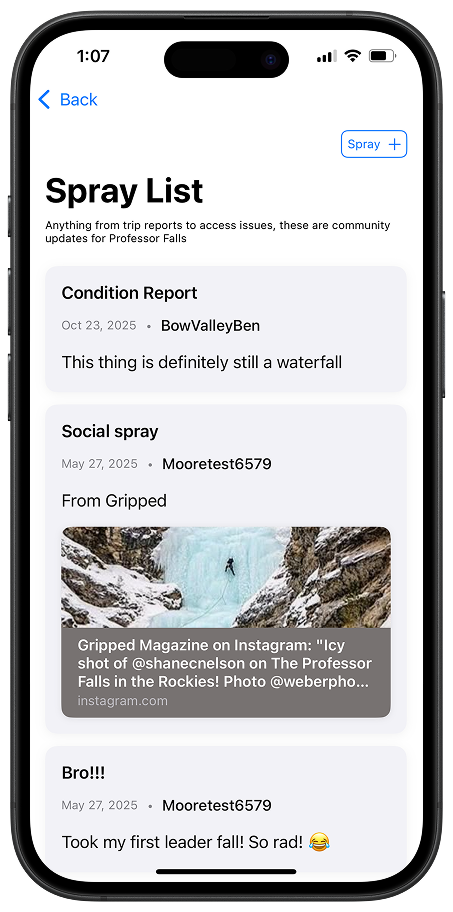 1:07
Back
Spray +
Spray List
Anything from trip reports to access issues, these are community
updates for Professor Falls
Condition Report
Oct 23, 2025 • BowValleyBen
This thing is definitely still a waterfall
Social spray
May 27, 2025 • Mooretest6579
From Gripped
Gripped Magazine on Instagram: "Icy
shot of @shanecnelson on The Professor
Falls in the Rockies! Photo @weberpho...
instagram.com
Bro!!!
May 27, 2025 • Mooretest6579
Took my first leader fall! So rad! 😂